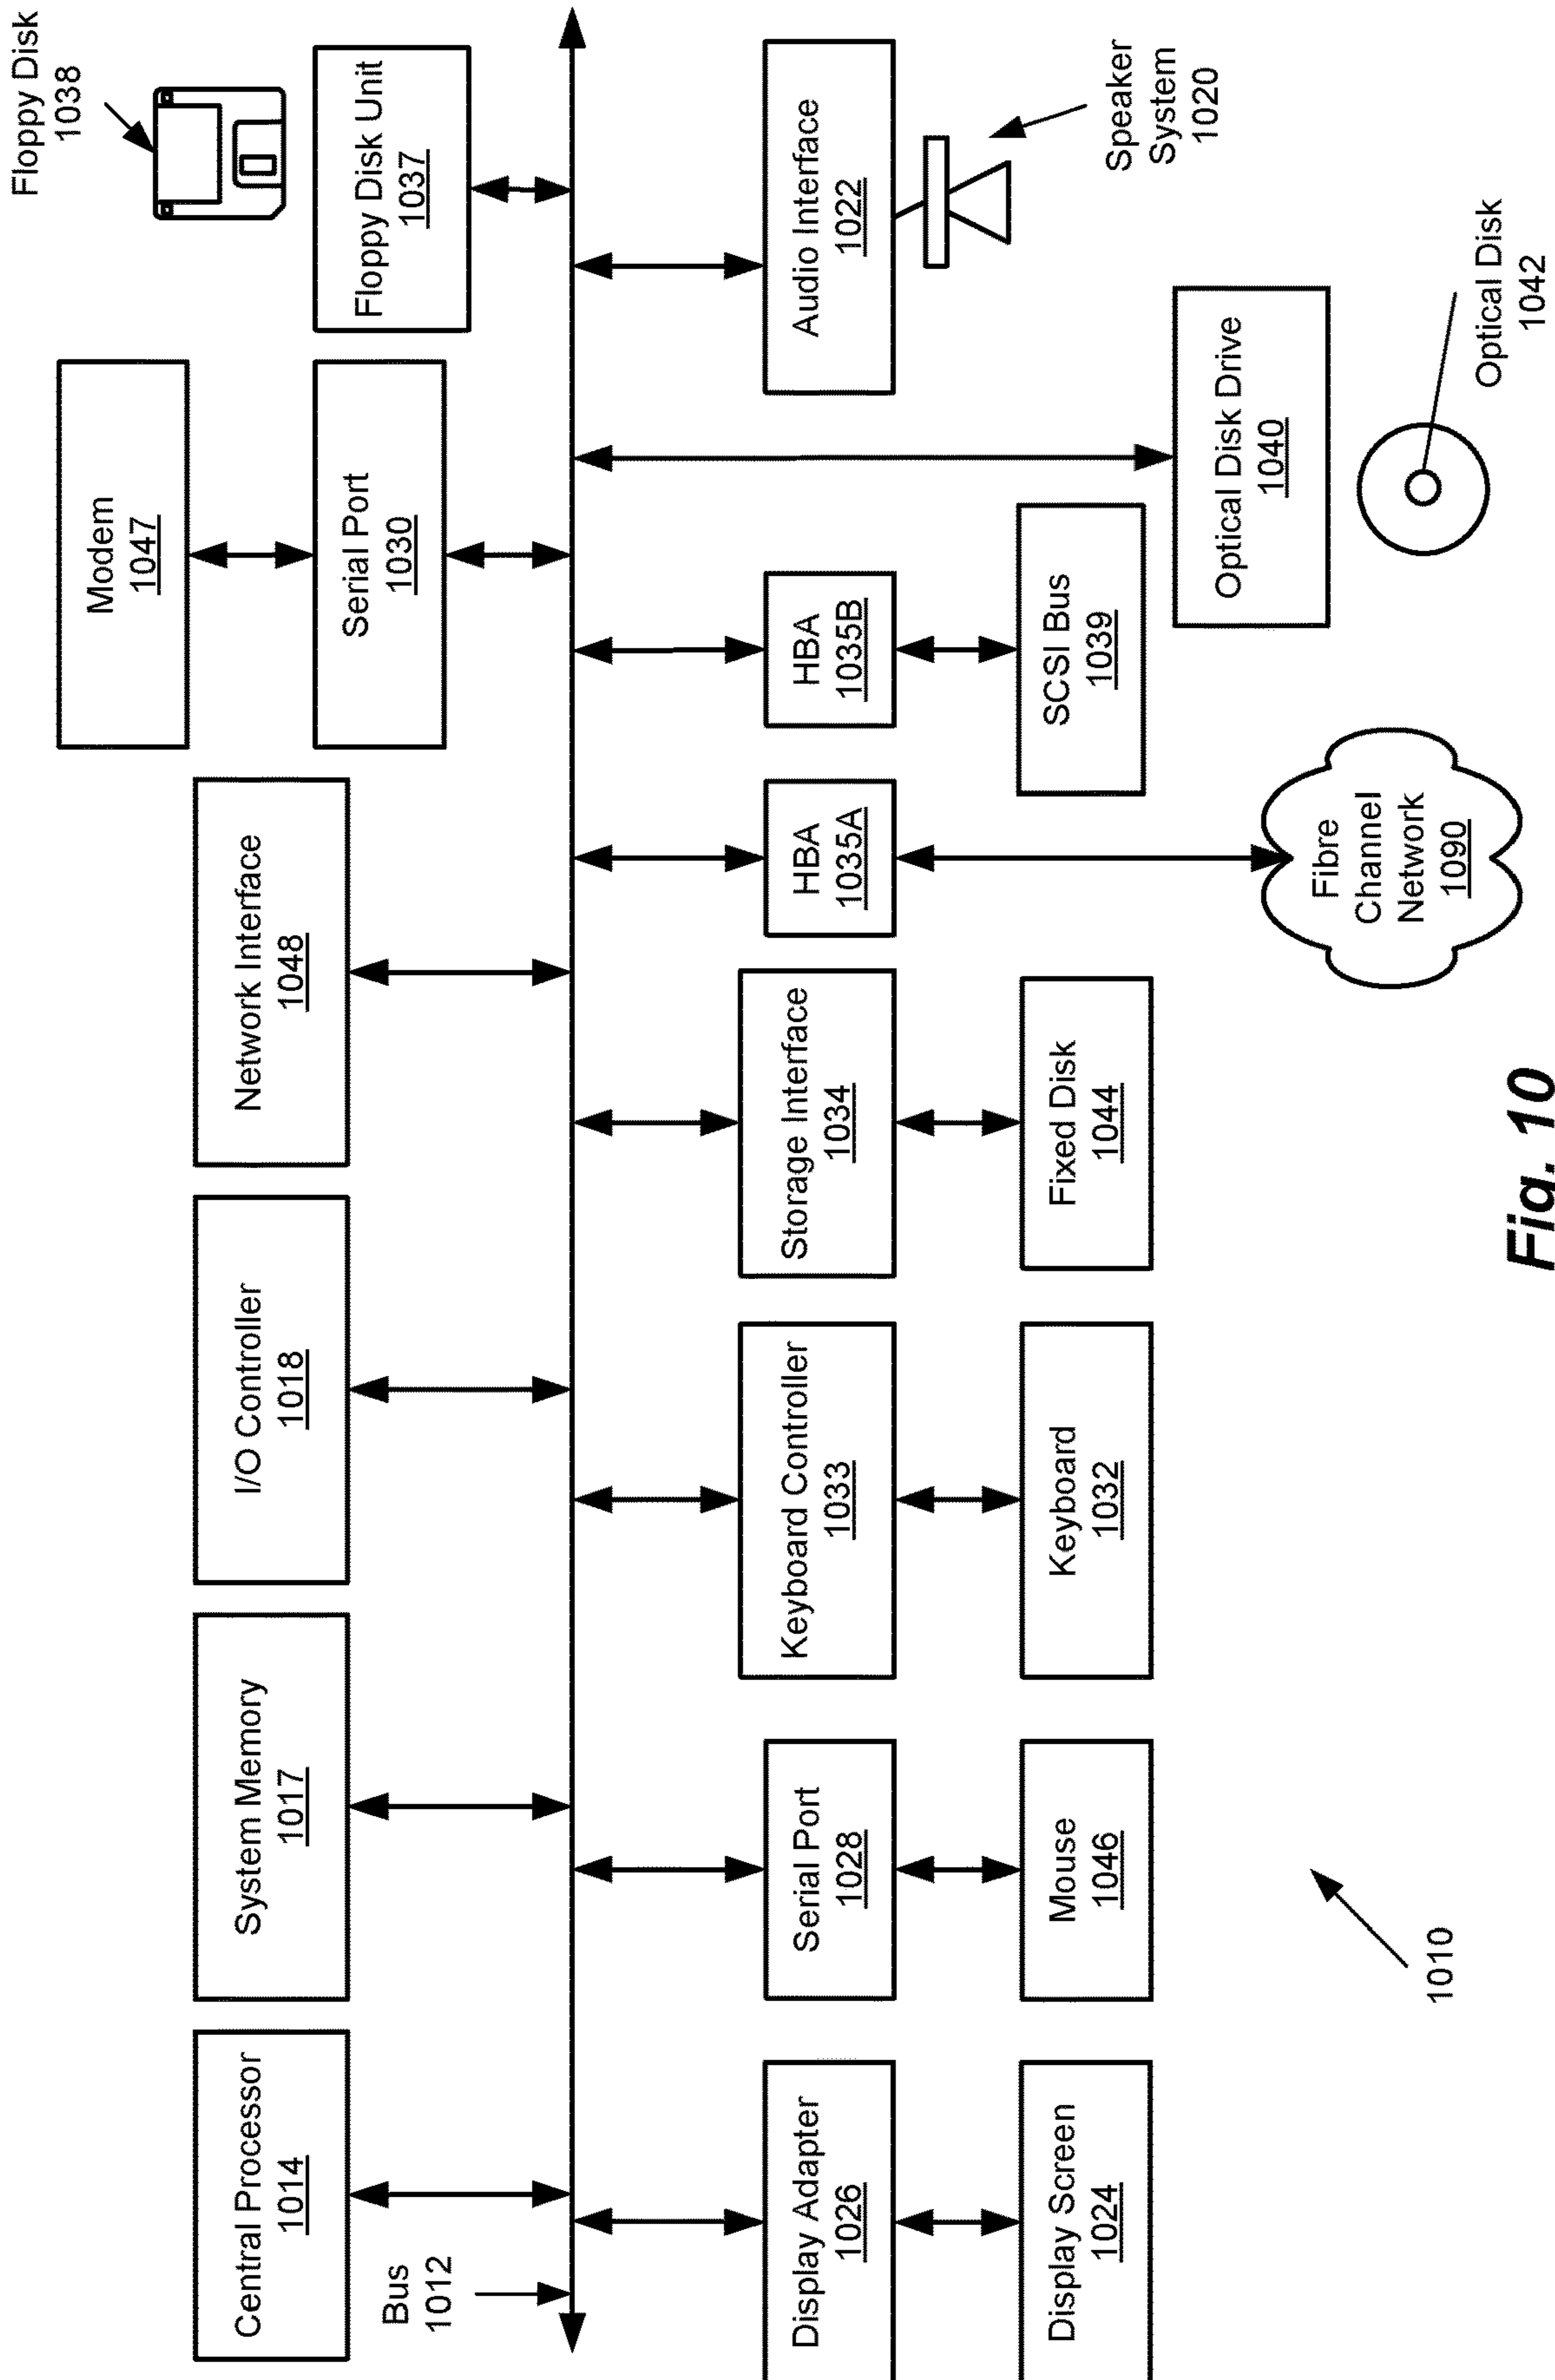 Central Processor
1014
System Memory
1017
I/O Controller
1018
Network Interface
1048
Modem
1047
Serial Port
1030
Floppy Disk
1038
Floppy Disk Unit
1037
Bus
1012
Display Adapter
1026
Serial Port
1028
Keyboard Controller
1033
Storage Interface
1034
HBA
1035A
HBA
1035B
Audio Interface
1022
Speaker
System
1020
Display Screen
1024
Mouse
1046
Keyboard
1032
Fixed Disk
1044
SCSI Bus
1039
Optical Disk Drive
1040
Fibre
Channel
Network
1090
Optical Disk
1042
1010
Fig. 10